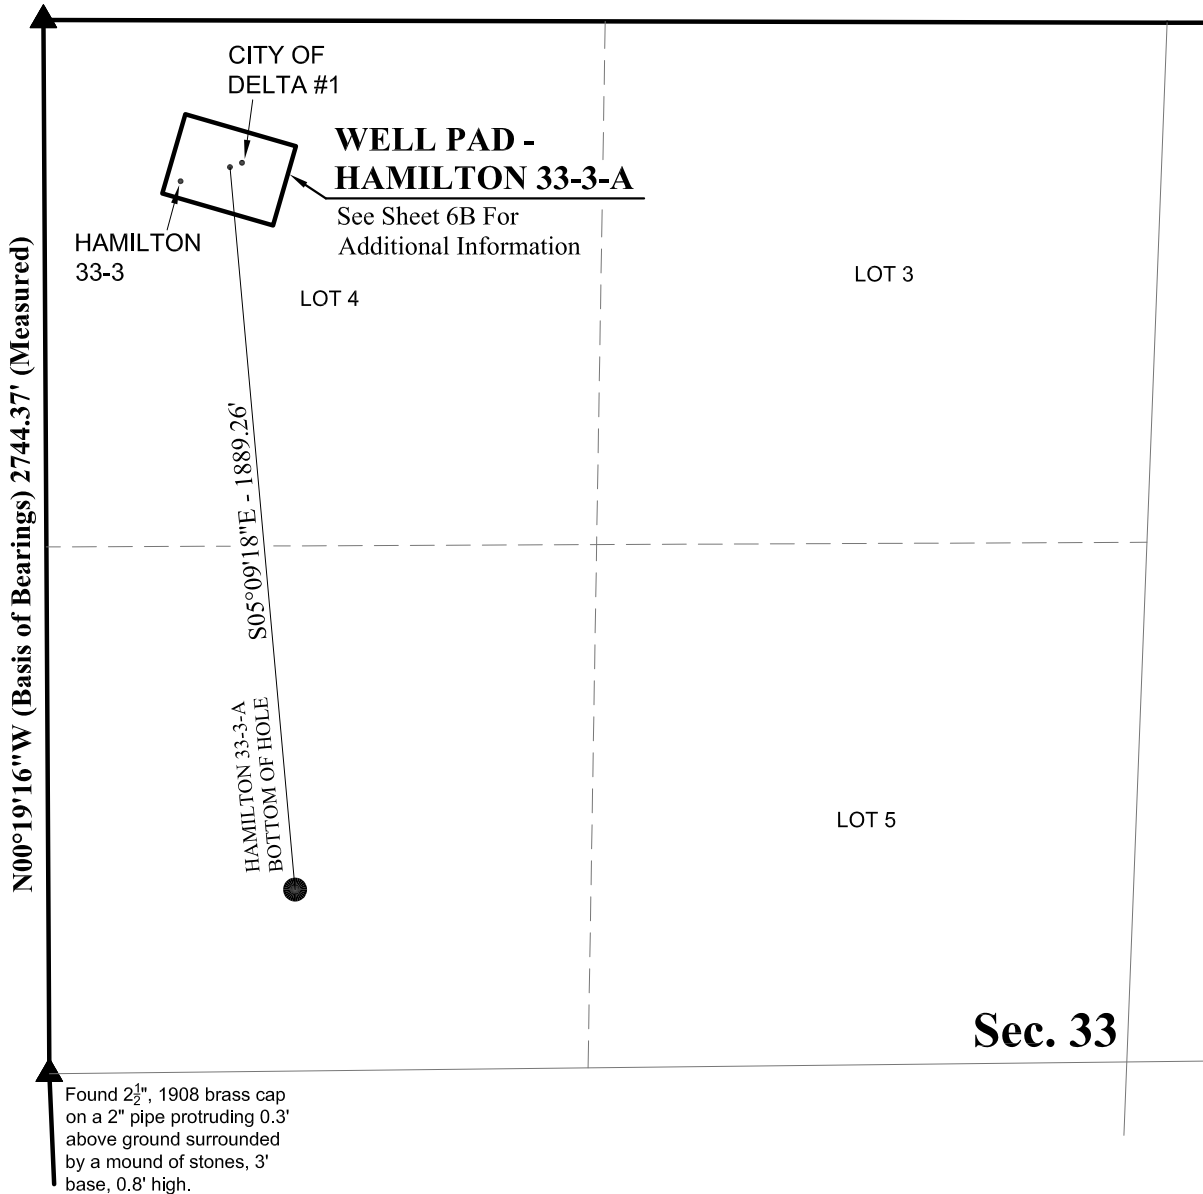 CITY OF
DELTA #1
WELL PAD -
HAMILTON 33-3-A
See Sheet 6B For
Additional Information
HAMILTON
33-3
LOT 4
LOT 3
N00°19'16"W (Basis of Bearings) 2744.37' (Measured)
S05°09'18"E - 1889.26'
HAMILTON 33-3-A
BOTTOM OF HOLE
LOT 5
Sec. 33
Found 2½", 1908 brass cap
on a 2" pipe protruding 0.3'
above ground surrounded
by a mound of stones, 3'
base, 0.8' high.